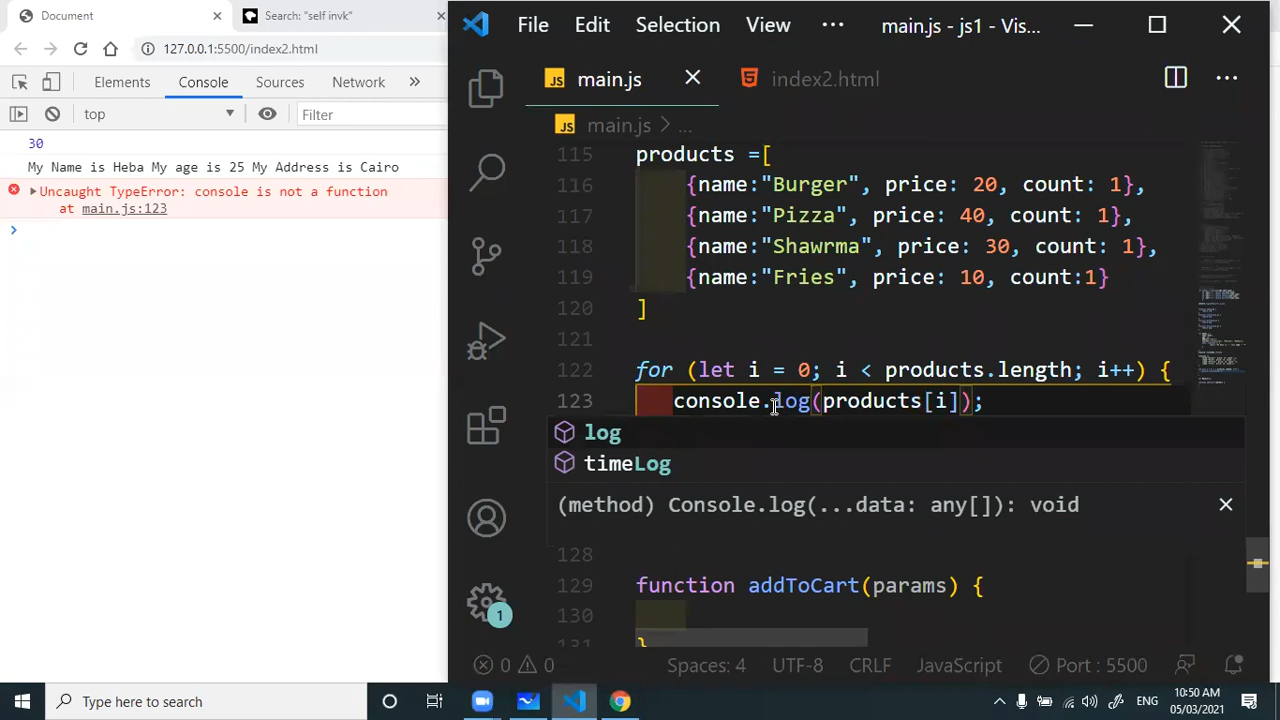 Document
Search: "self invk"
127.0.0.1:5500/index2.html
Elements Console Sources Network »
top
Filter
30
My Name is Heba My age is 25 My Address is Cairo
Uncaught TypeError: console is not a function
at main.js:123
File Edit Selection View ··· main.js - js1 - Vis...
JS main.js
index2.html
JS main.js > ...
115 products =[
116 {name:"Burger", price: 20, count: 1},
117 {name:"Pizza", price: 40, count: 1},
118 {name:"Shawrma", price: 30, count: 1},
119 {name:"Fries", price: 10, count:1}
120 ]
121
122 for (let i = 0; i < products.length; i++) {
123 console.log(products[i]);
log
timeLog
(method) Console.log(...data: any[]): void
128
129 function addToCart(params) {
130
131 }
1
0 0 Spaces: 4 UTF-8 CRLF JavaScript Port : 5500
Type here to search
ENG
10:50 AM
05/03/2021